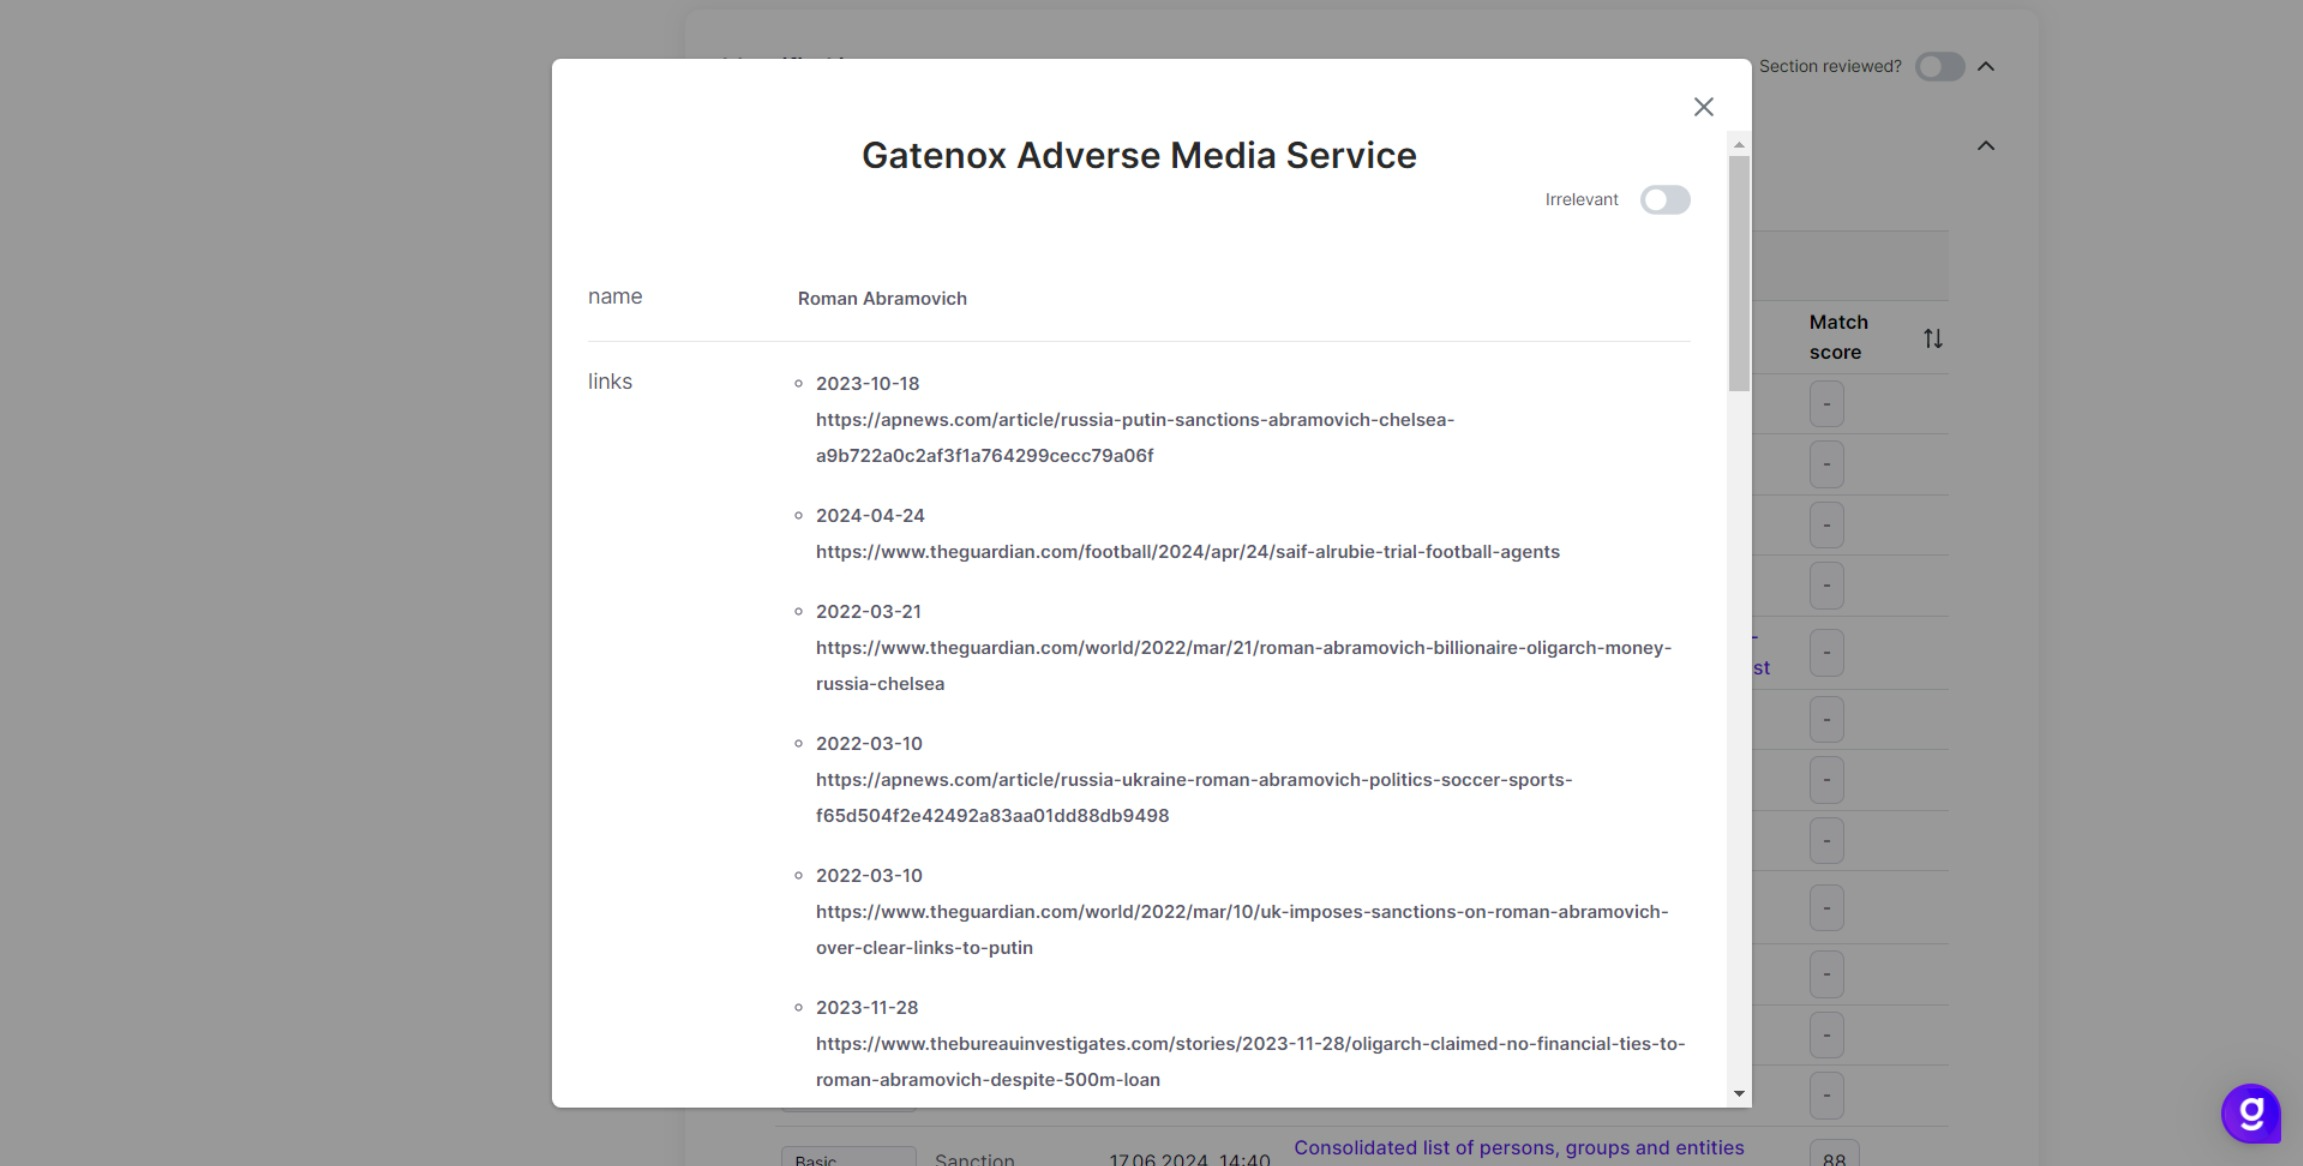 Section reviewed?
Gatenox Adverse Media Service
Irrelevant
name
Roman Abramovich
links
2023-10-18
https://apnews.com/article/russia-putin-sanctions-abramovich-chelsea-
a9b722a0c2af3f1a764299cecc79a06f
2024-04-24
https://www.theguardian.com/football/2024/apr/24/saif-alrubie-trial-football-agents
2022-03-21
https://www.theguardian.com/world/2022/mar/21/roman-abramovich-billionaire-oligarch-money-
russia-chelsea
2022-03-10
https://apnews.com/article/russia-ukraine-roman-abramovich-politics-soccer-sports-
f65d504f2e42492a83aa01dd88db9498
2022-03-10
https://www.theguardian.com/world/2022/mar/10/uk-imposes-sanctions-on-roman-abramovich-
over-clear-links-to-putin
2023-11-28
https://www.thebureauinvestigates.com/stories/2023-11-28/oligarch-claimed-no-financial-ties-to-
roman-abramovich-despite-500m-loan
Match
score
-
-
-
-
-
st
-
-
-
-
-
-
-
Basic Sanction 17.06.2024, 14:40 Consolidated list of persons, groups and entities 88
g